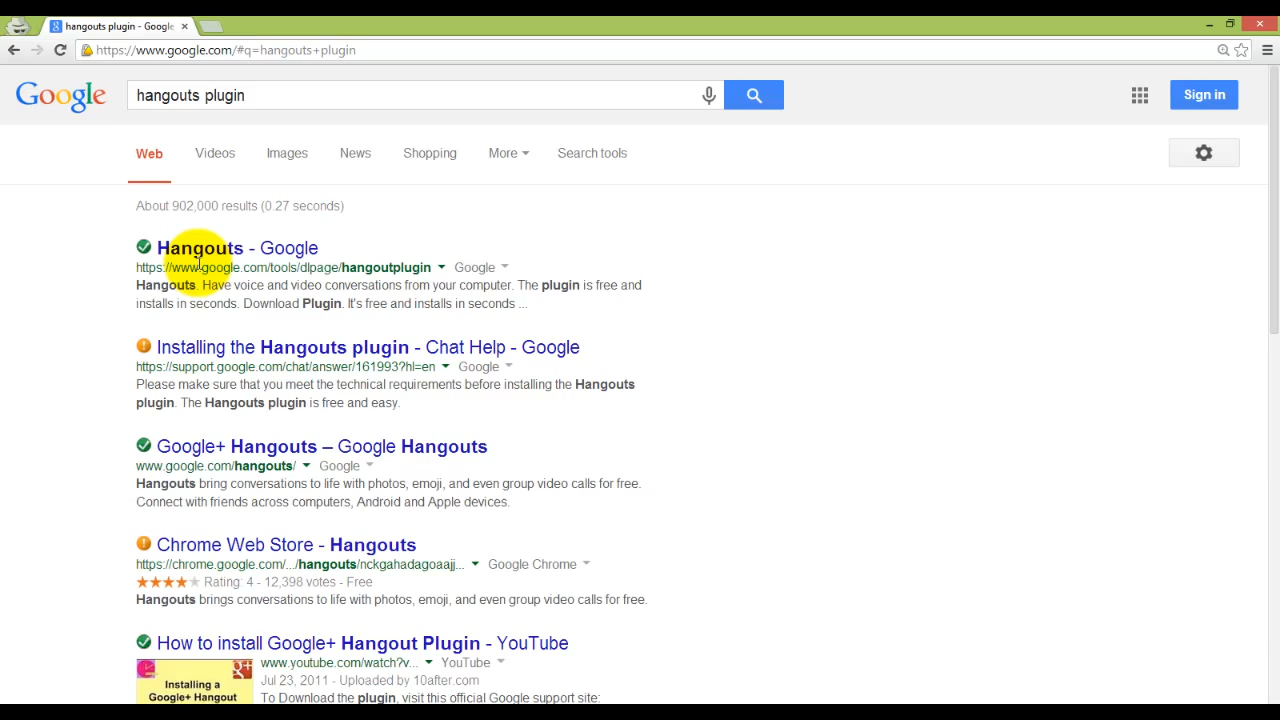 hangouts plugin - Google
https://www.google.com/#q=hangouts+plugin
Google
hangouts plugin
Sign in
Web Videos Images News Shopping More Search tools
About 902,000 results (0.27 seconds)
Hangouts - Google
https://www.google.com/tools/dlpage/hangoutplugin Google
Hangouts. Have voice and video conversations from your computer. The plugin is free and
installs in seconds. Download Plugin. It's free and installs in seconds ...
Installing the Hangouts plugin - Chat Help - Google
https://support.google.com/chat/answer/161993?hl=en Google
Please make sure that you meet the technical requirements before installing the Hangouts
plugin. The Hangouts plugin is free and easy.
Google+ Hangouts – Google Hangouts
www.google.com/hangouts/ Google
Hangouts bring conversations to life with photos, emoji, and even group video calls for free.
Connect with friends across computers, Android and Apple devices.
Chrome Web Store - Hangouts
https://chrome.google.com/.../hangouts/nckgahadagoaajj... Google Chrome
Rating: 4 - 12,398 votes - Free
Hangouts brings conversations to life with photos, emoji, and even group video calls for free.
How to install Google+ Hangout Plugin - YouTube
www.youtube.com/watch?v... YouTube
Jul 23, 2011 - Uploaded by 10after.com
To Download the plugin, visit this official Google support site:
Installing a
Google+ Hangout